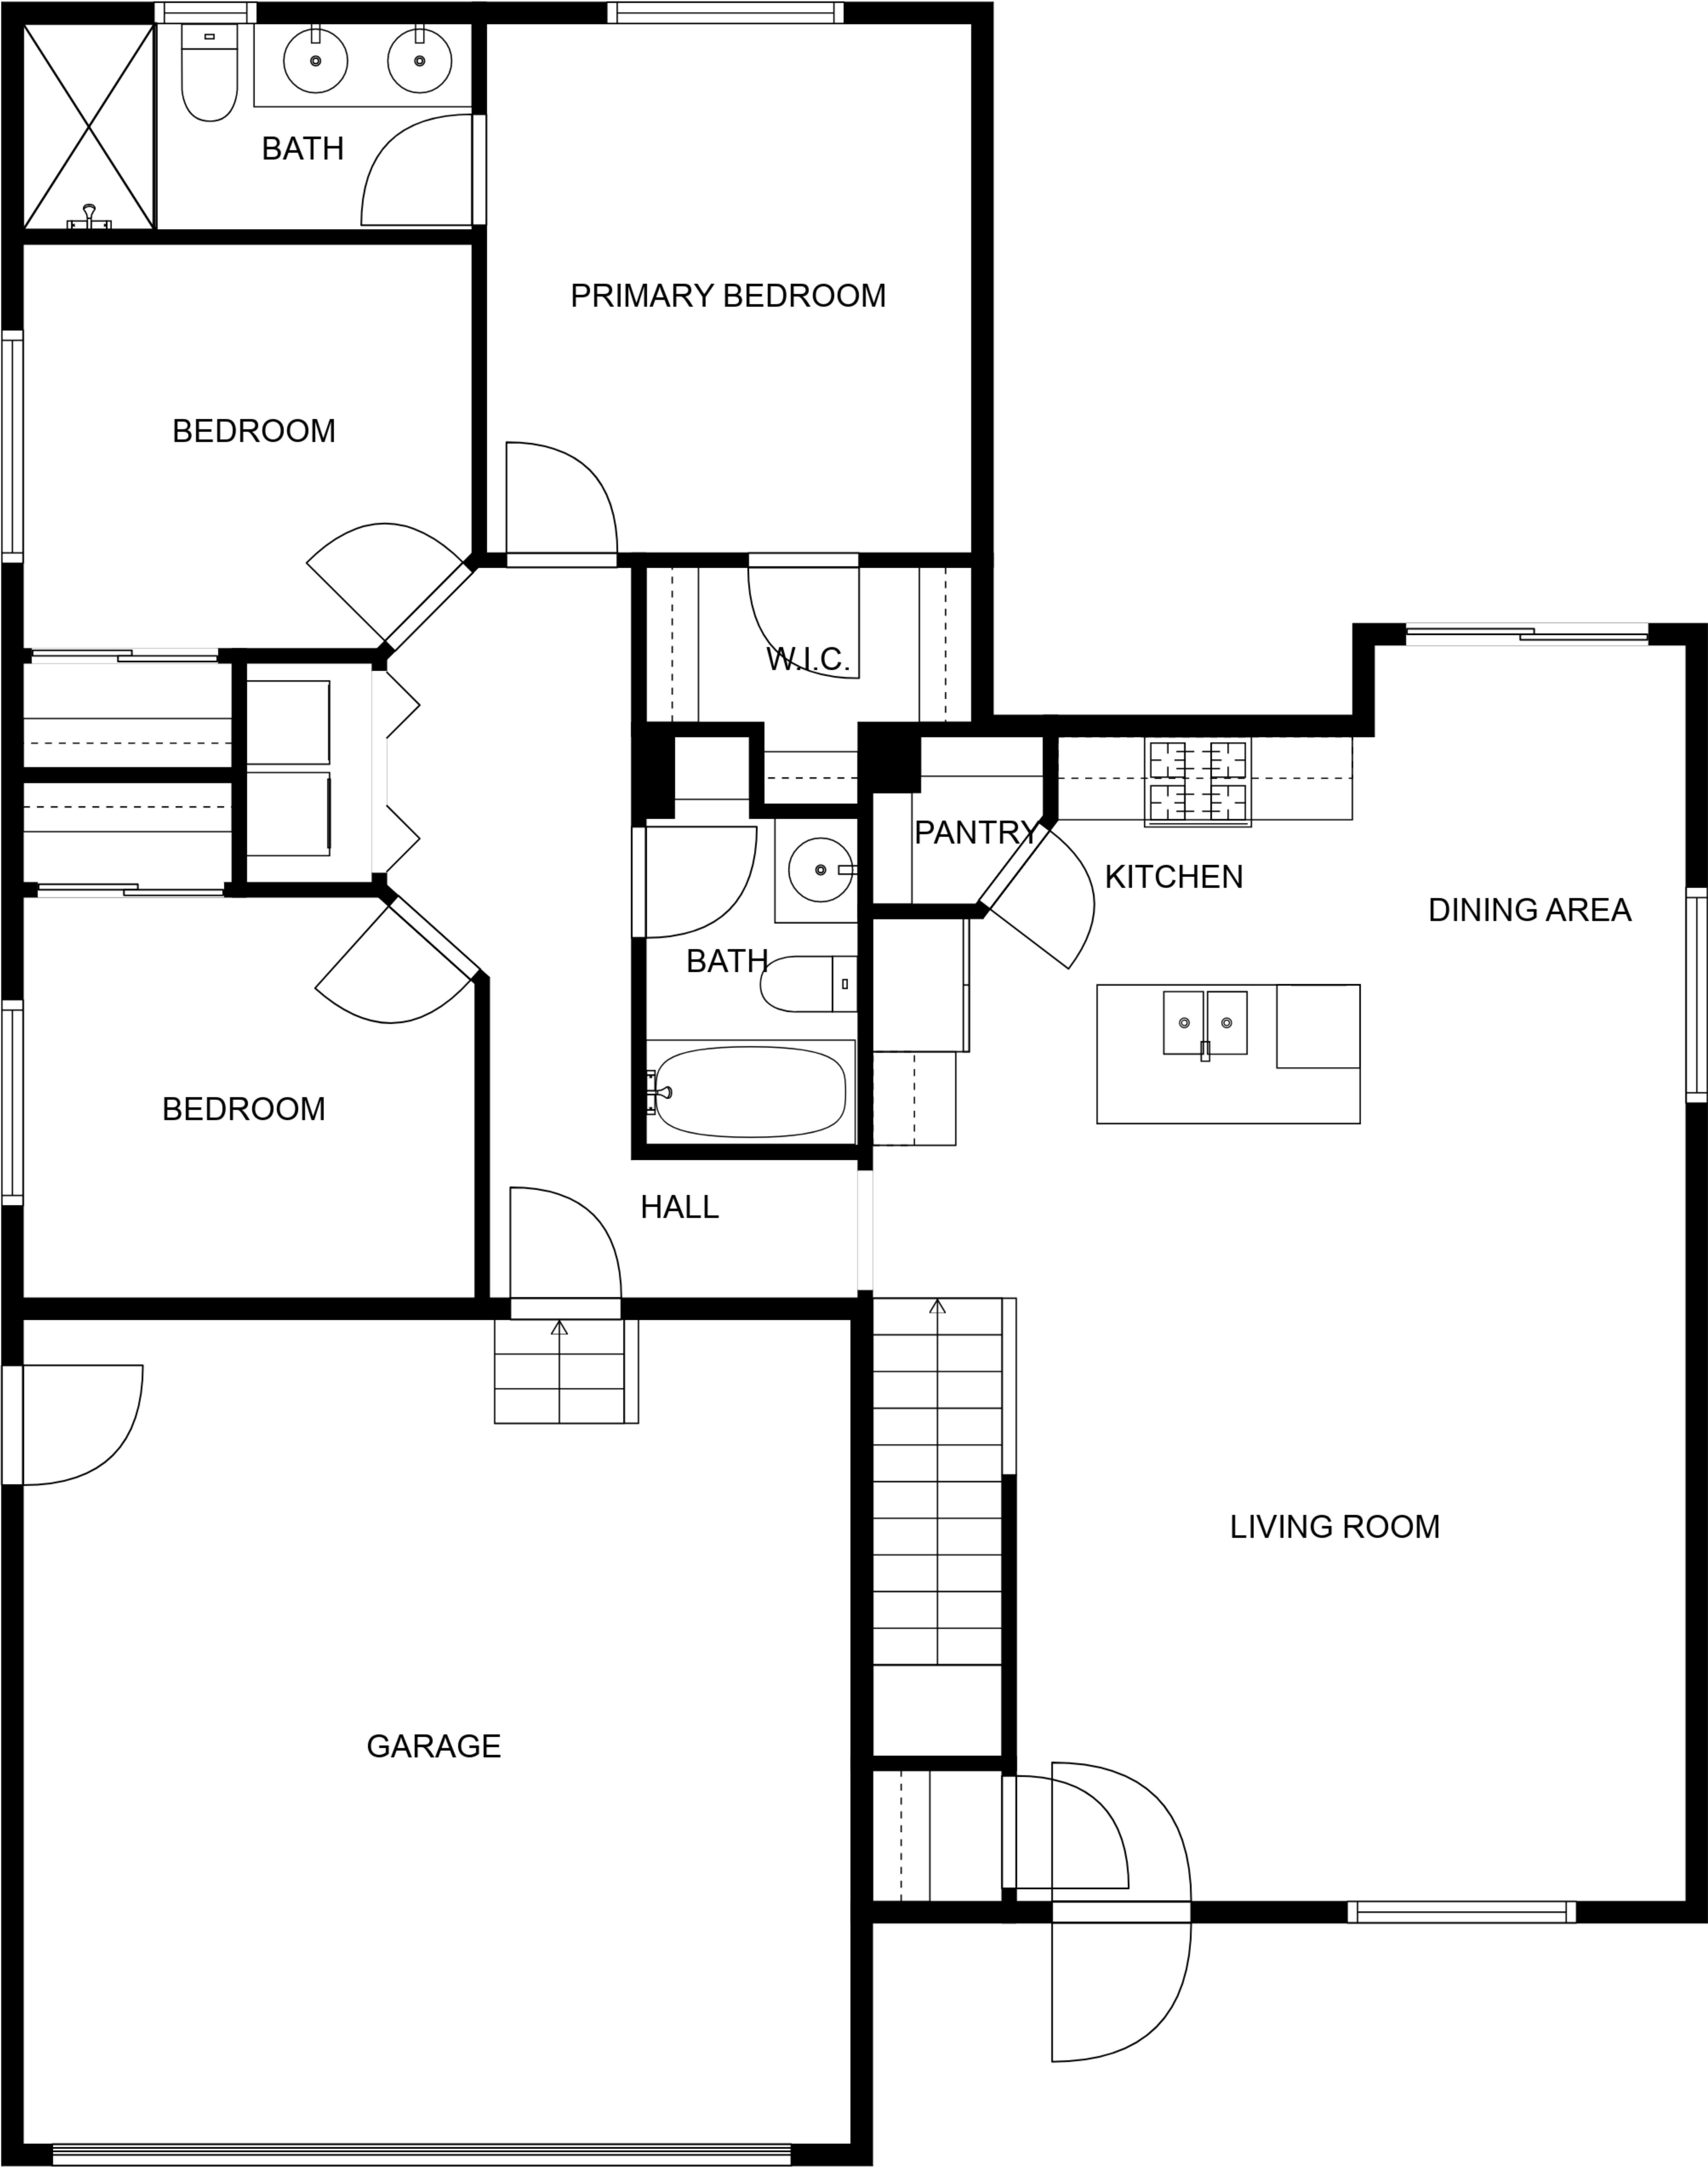 BATH
PRIMARY BEDROOM
BEDROOM
W.I.C.
PANTRY
KITCHEN
DINING AREA
BATH
BEDROOM
HALL
LIVING ROOM
GARAGE